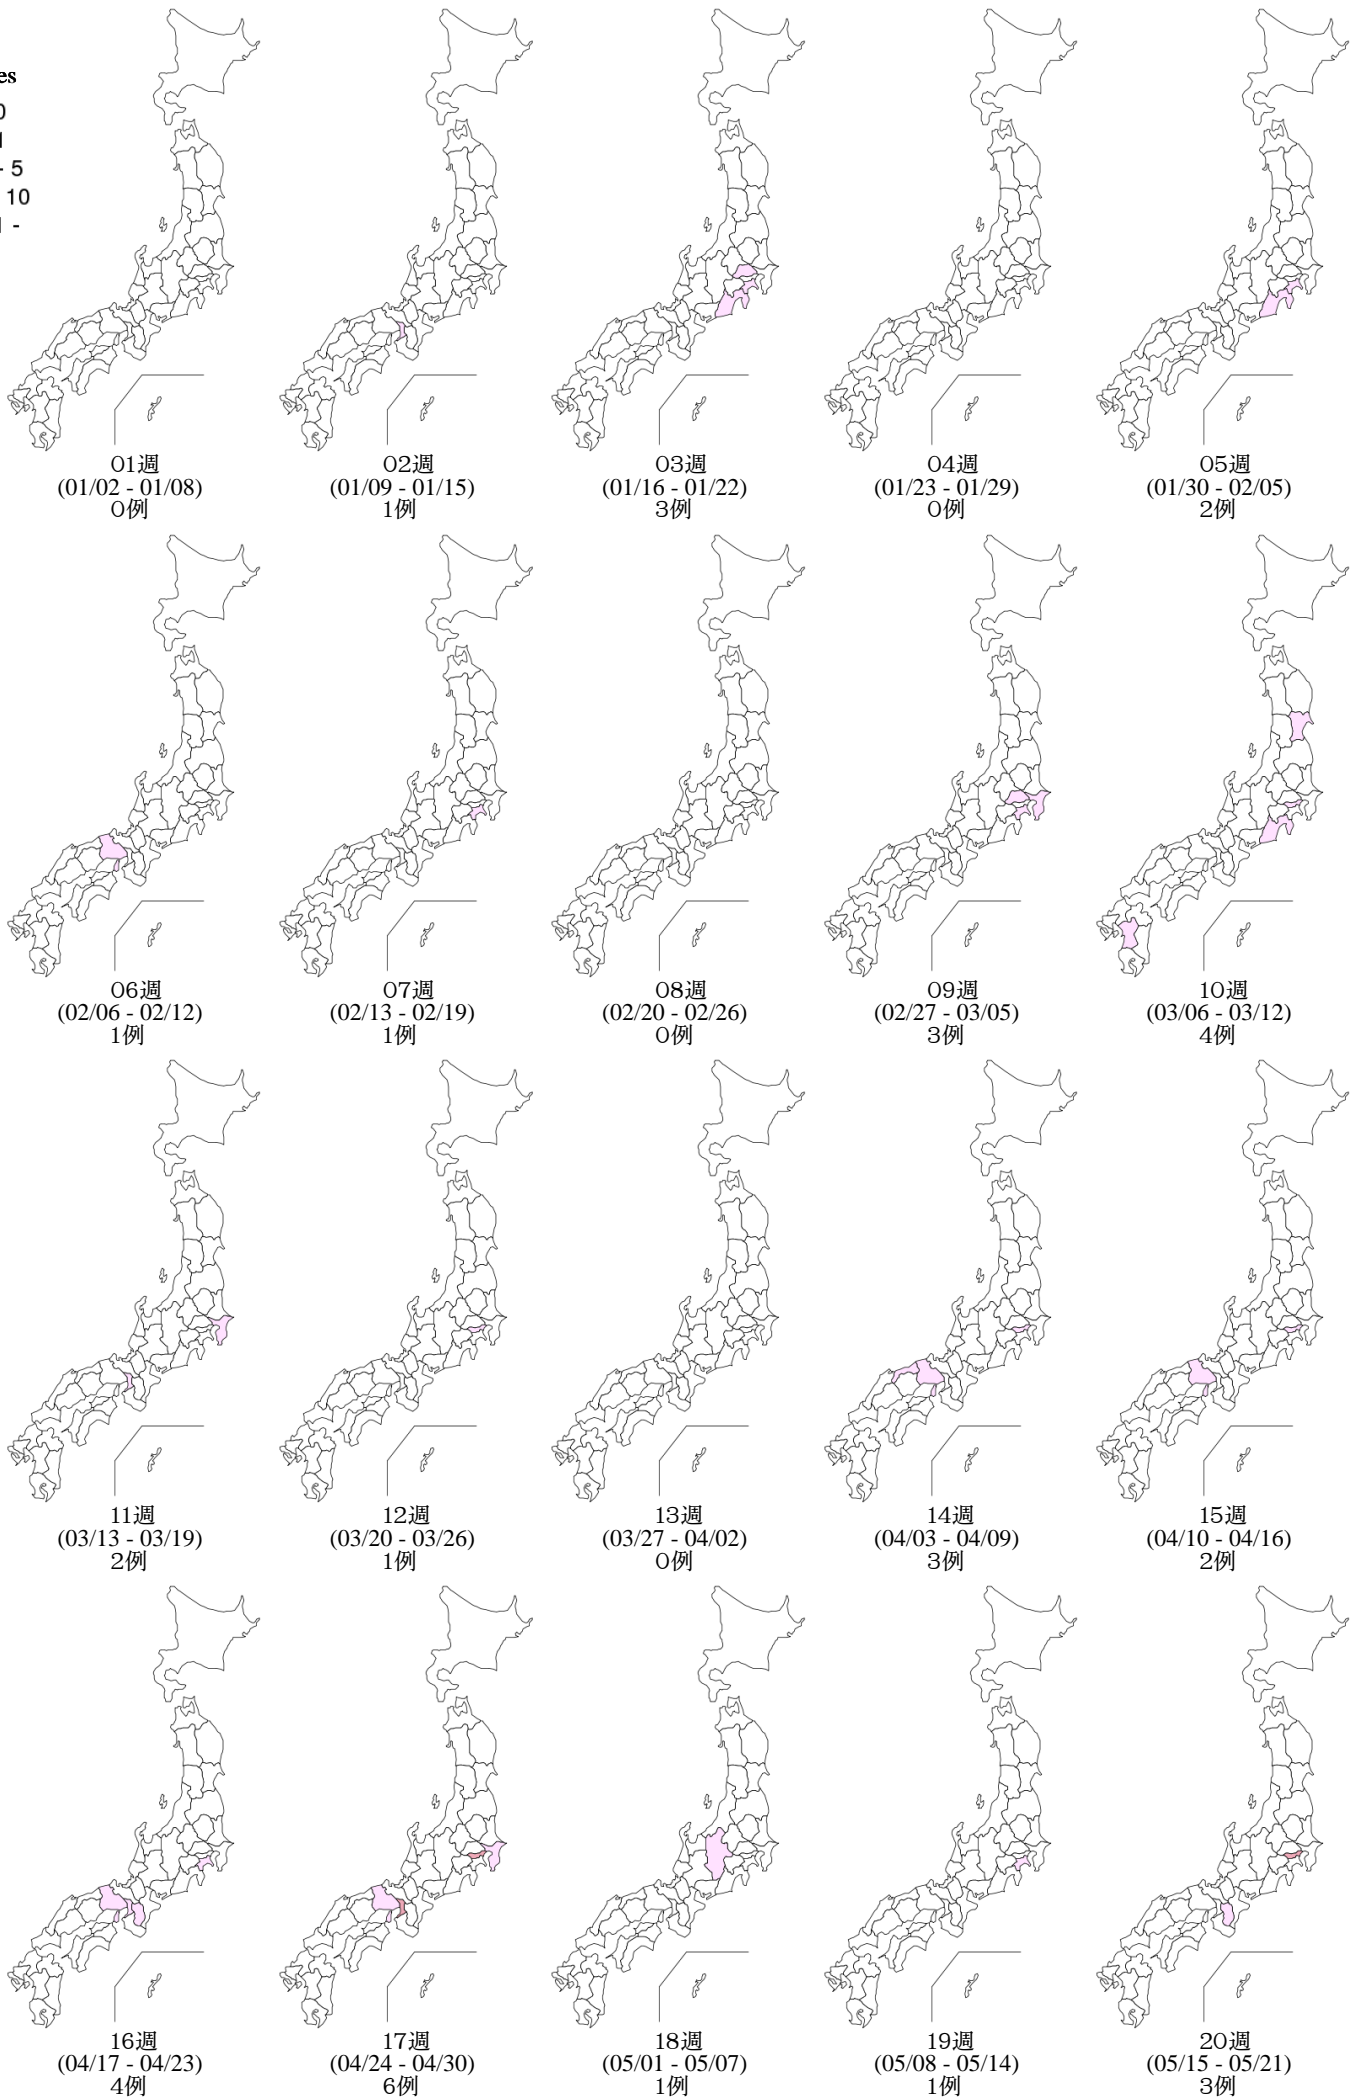 es
0
- 5
10
-
01週
(01/02 - 01/08)
0例
02週
(01/09 - 01/15)
1例
03週
(01/16 - 01/22)
3例
04週
(01/23 - 01/29)
0例
05週
(01/30 - 02/05)
2例
06週
(02/06 - 02/12)
1例
07週
(02/13 - 02/19)
1例
08週
(02/20 - 02/26)
0例
09週
(02/27 - 03/05)
3例
10週
(03/06 - 03/12)
4例
11週
(03/13 - 03/19)
2例
12週
(03/20 - 03/26)
1例
13週
(03/27 - 04/02)
0例
14週
(04/03 - 04/09)
3例
15週
(04/10 - 04/16)
2例
16週
(04/17 - 04/23)
4例
17週
(04/24 - 04/30)
6例
18週
(05/01 - 05/07)
1例
19週
(05/08 - 05/14)
1例
20週
(05/15 - 05/21)
3例